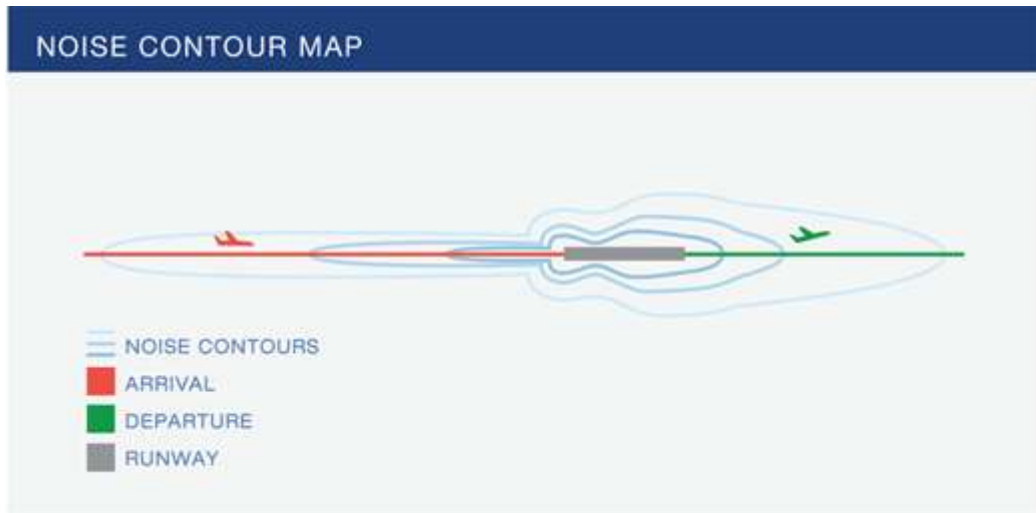 NOISE CONTOUR MAP
NOISE CONTOURS
ARRIVAL
DEPARTURE
RUNWAY